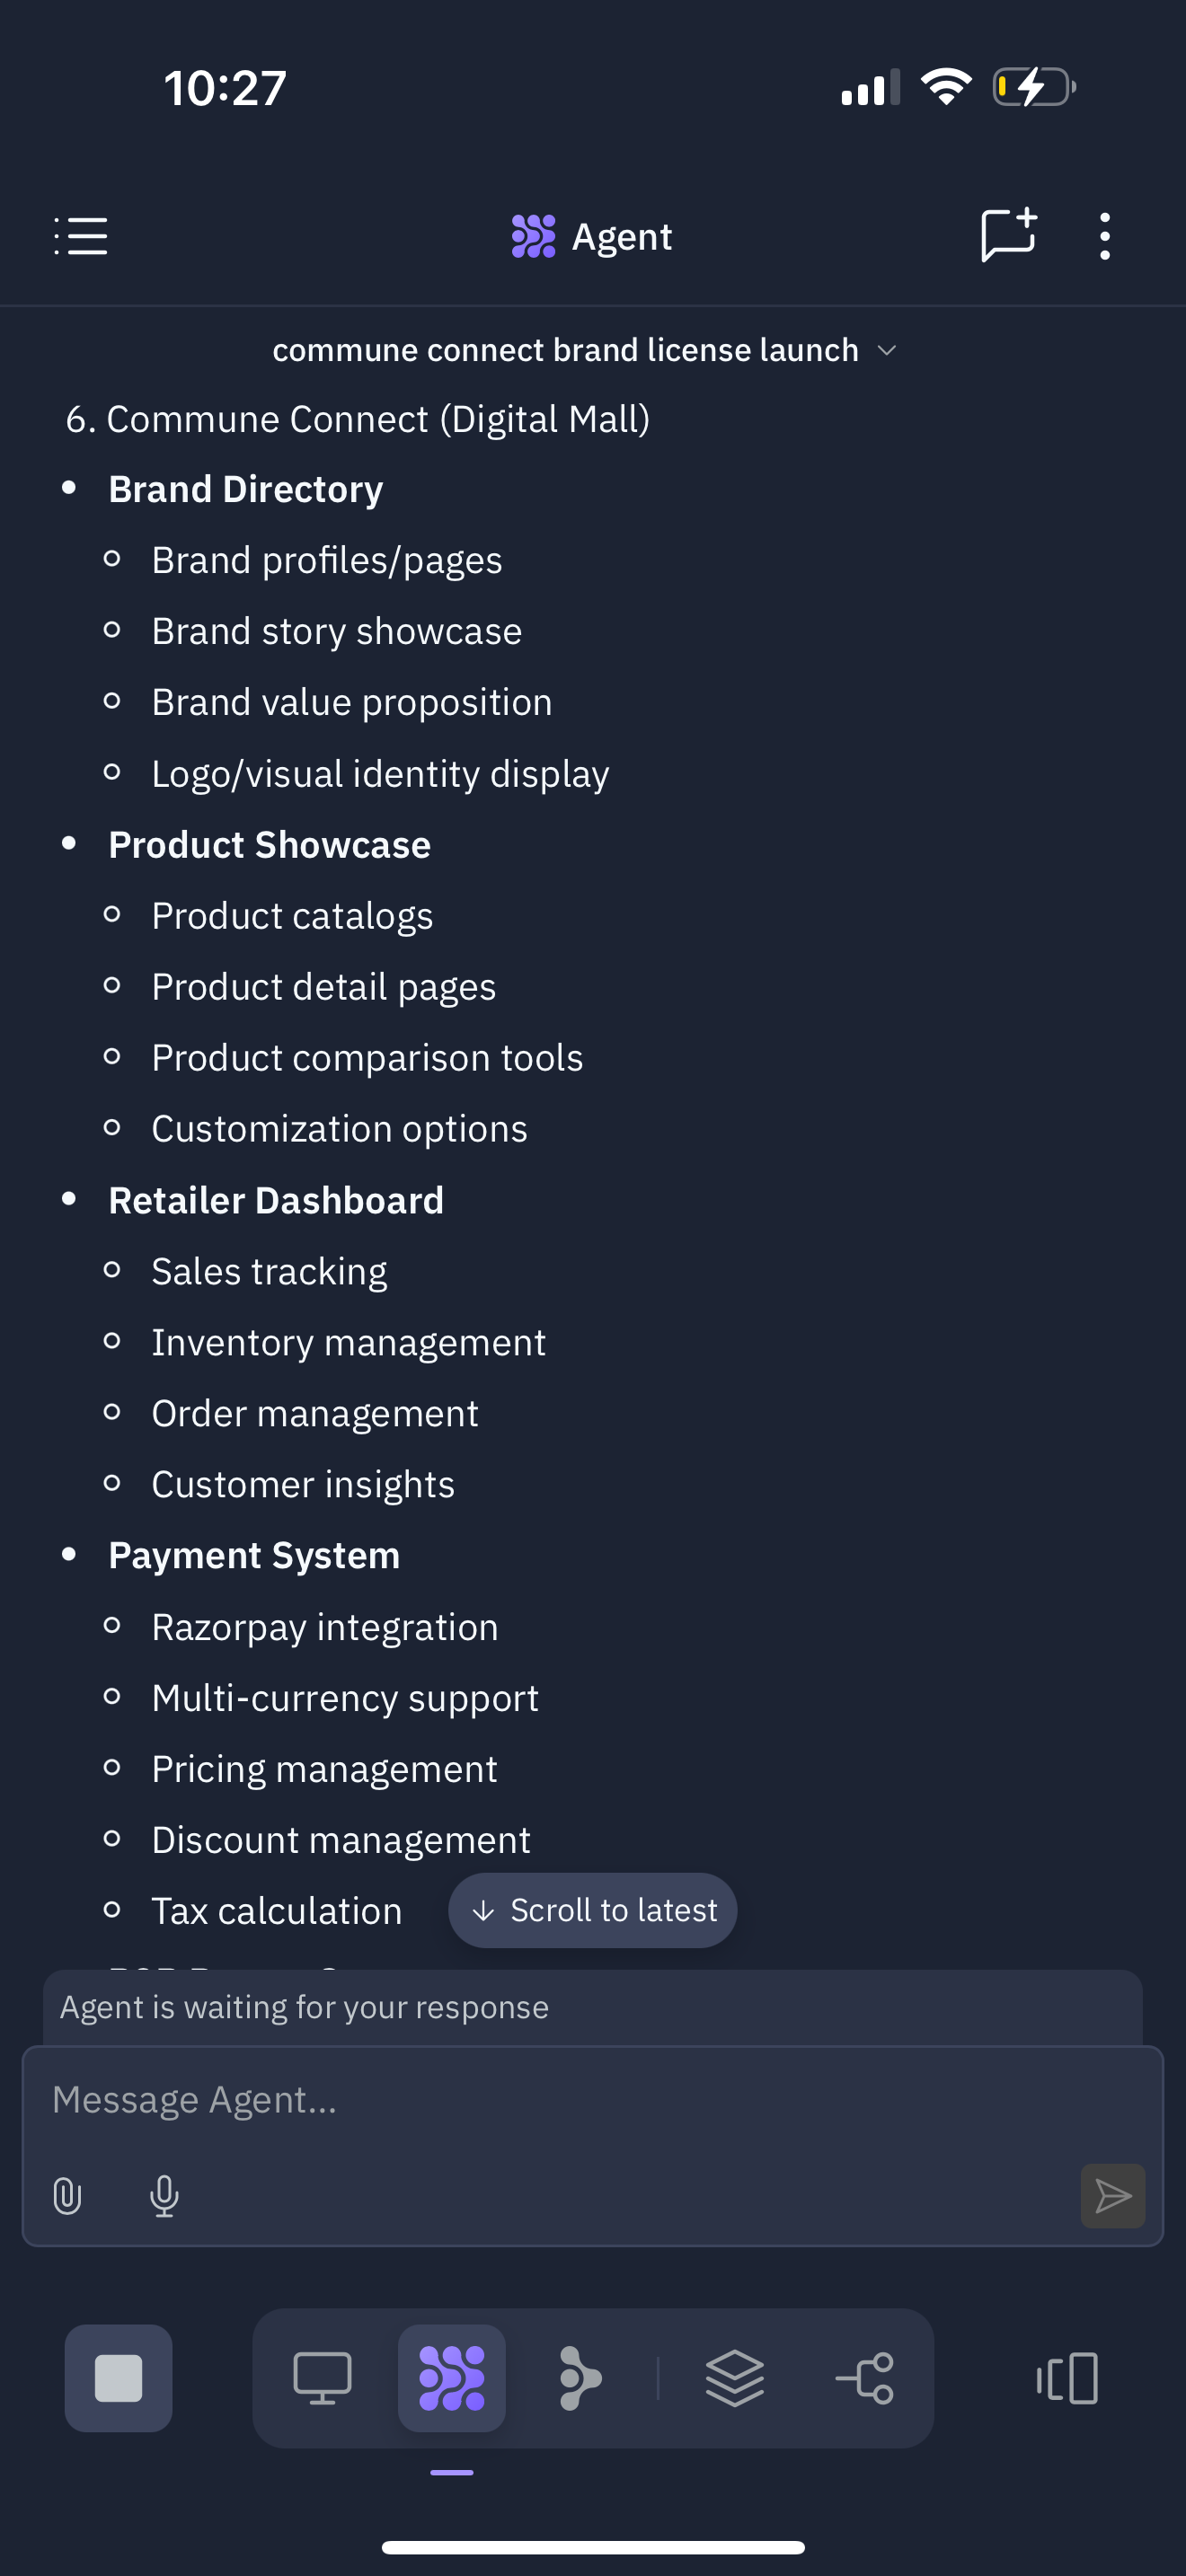 10:27
Agent
commune connect brand license launch
6. Commune Connect (Digital Mall)
Brand Directory
Brand profiles/pages
Brand story showcase
Brand value proposition
Logo/visual identity display
Product Showcase
Product catalogs
Product detail pages
Product comparison tools
Customization options
Retailer Dashboard
Sales tracking
Inventory management
Order management
Customer insights
Payment System
Razorpay integration
Multi-currency support
Pricing management
Discount management
Tax calculation
Scroll to latest
Agent is waiting for your response
Message Agent...